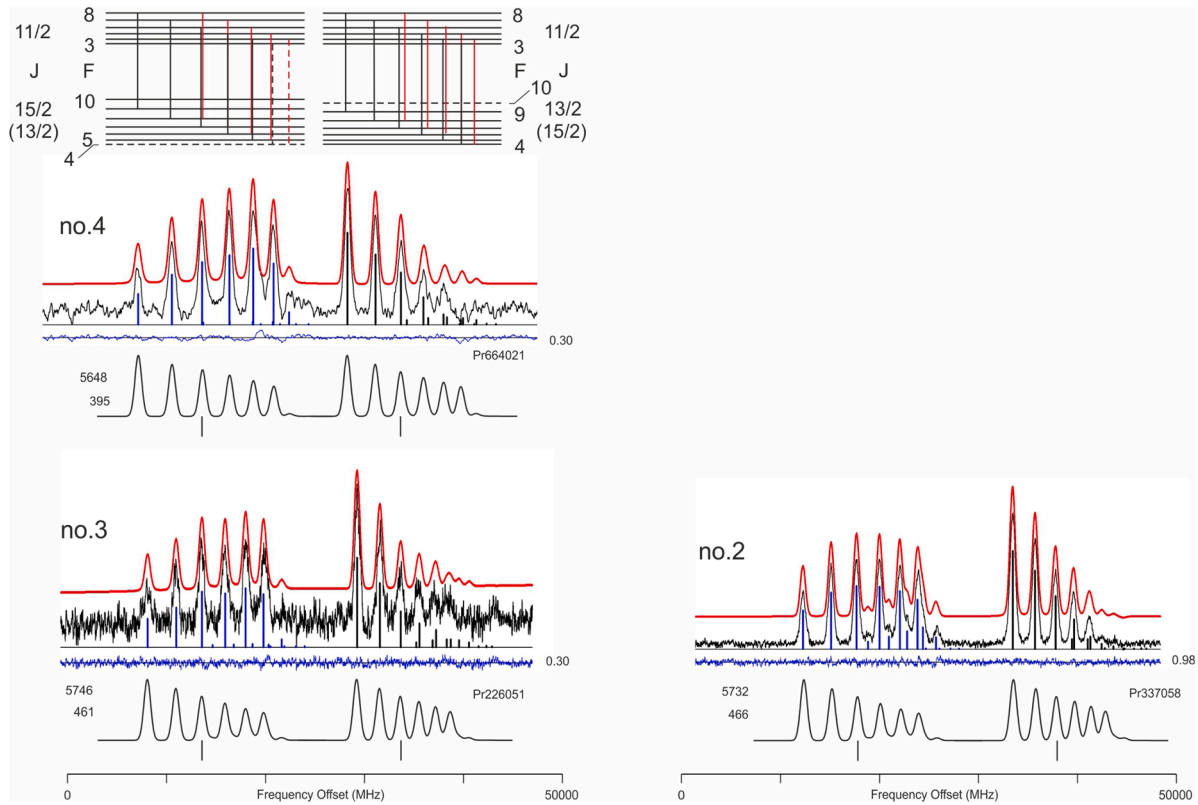 8 8
11/2 11/2
3 3
J F F J
10 10
15/2 9 13/2
(13/2) 5 (15/2)
4 4
no.4
0.30
Pr664021
5648
395
no.3
0.30
5746
Pr226051
461
0 Frequency Offset (MHz) 50000
no.2
0.98
5732
Pr337058
466
0 Frequency Offset (MHz) 50000